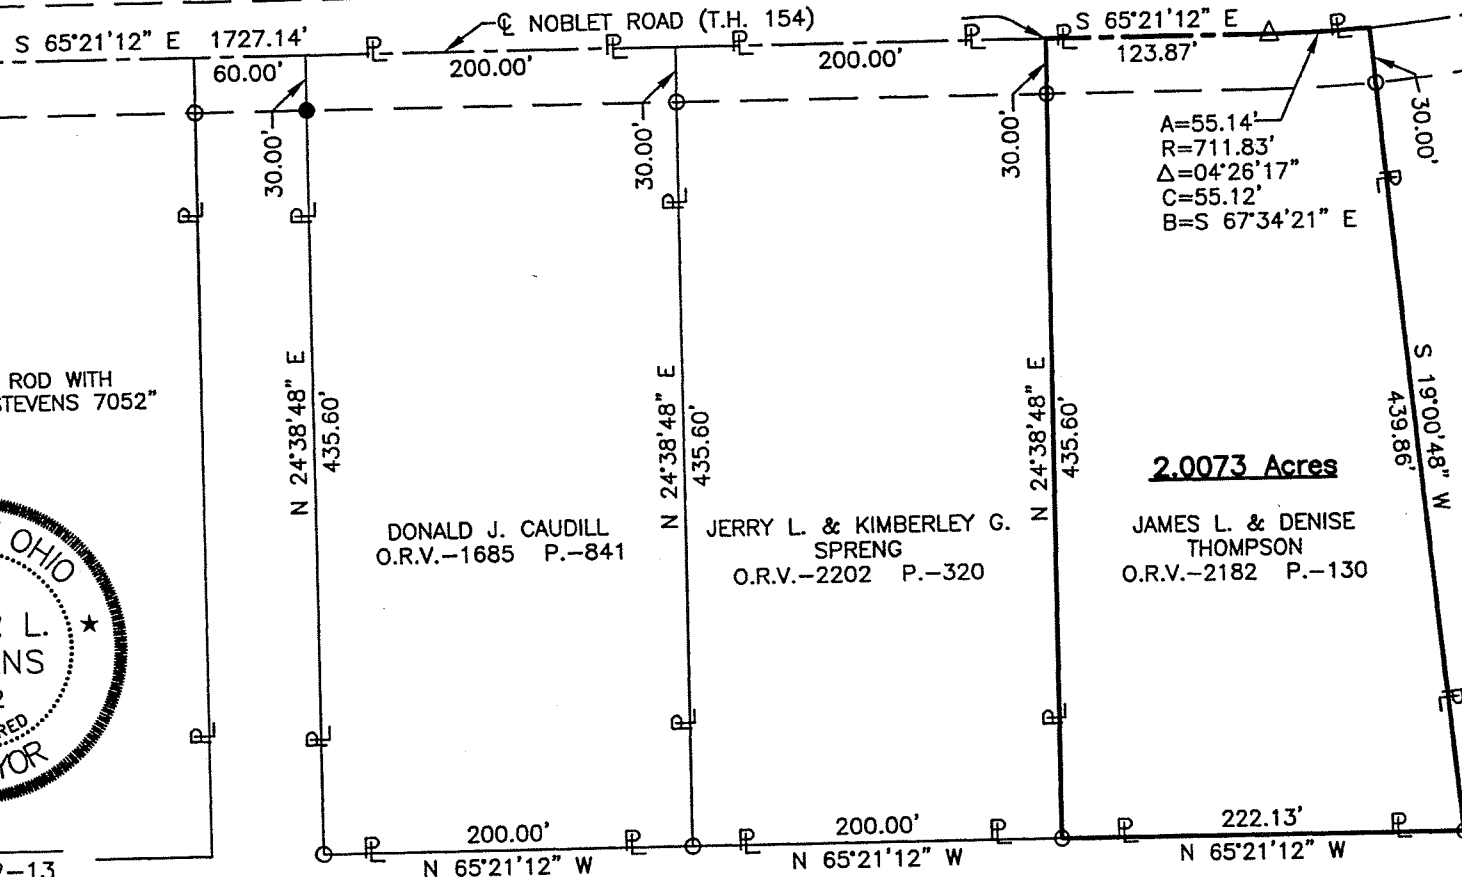 ℄ NOBLET ROAD (T.H. 154)
S 65°21'12" E 1727.14'
60.00'
200.00'
200.00'
S 65°21'12" E
123.87'
30.00'
30.00'
30.00'
30.00'
A=55.14'
R=711.83'
Δ=04°26'17"
C=55.12'
B=S 67°34'21" E
ROD WITH
STEVENS 7052"
N 24°38'48" E
435.60'
N 24°38'48" E
435.60'
N 24°38'48" E
435.60'
S 19°00'48" W
439.86'
2.0073 Acres
DONALD J. CAUDILL
O.R.V.-1685 P.-841
JERRY L. & KIMBERLEY G.
SPRENG
O.R.V.-2202 P.-320
JAMES L. & DENISE
THOMPSON
O.R.V.-2182 P.-130
OHIO
L.
NS
RED
YOR
200.00'
N 65°21'12" W
200.00'
N 65°21'12" W
222.13'
N 65°21'12" W
-13